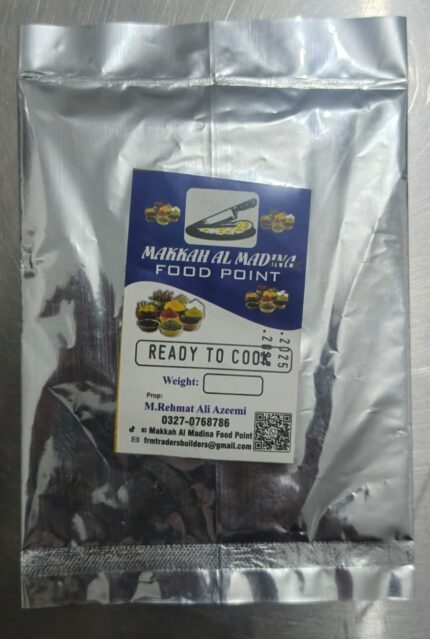 MAKKAH AL MADINA
FOOD POINT
READY TO COOK
Weight:
Prop:
M.Rehmat Ali Azeemi
0327-0768786
Makkah Al Madina Food Point
frmtradersbuilders@gmail.com
.2025